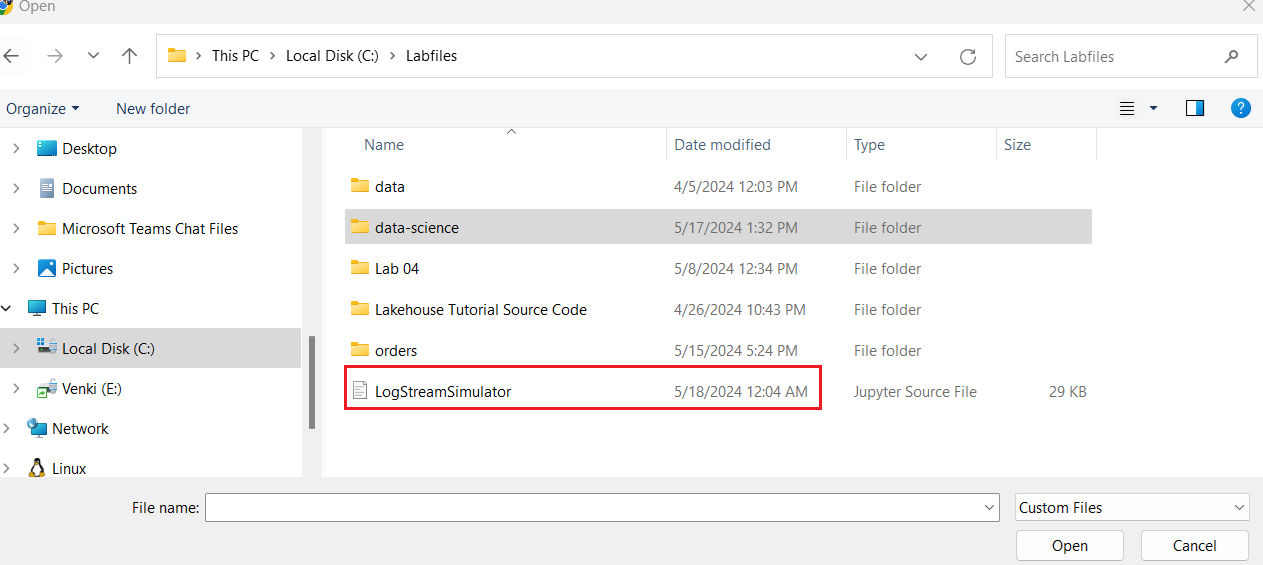 Open
This PC Local Disk (C:) Labfiles Search Labfiles
Organize New folder ?
Name Date modified Type Size
Desktop
Documents
Microsoft Teams Chat Files
Pictures
This PC
Local Disk (C:)
Venki (E:)
Network
Linux
data 4/5/2024 12:03 PM File folder
data-science 5/17/2024 1:32 PM File folder
Lab 04 5/8/2024 12:34 PM File folder
Lakehouse Tutorial Source Code 4/26/2024 10:43 PM File folder
orders 5/15/2024 5:24 PM File folder
LogStreamSimulator 5/18/2024 12:04 AM Jupyter Source File 29 KB
File name: Custom Files
Open Cancel